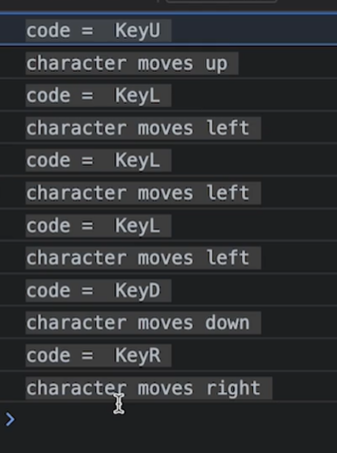 code =  KeyU
character moves up
code =  KeyL
character moves left
code =  KeyL
character moves left
code =  KeyL
character moves left
code =  KeyD
character moves down
code =  KeyR
character moves right